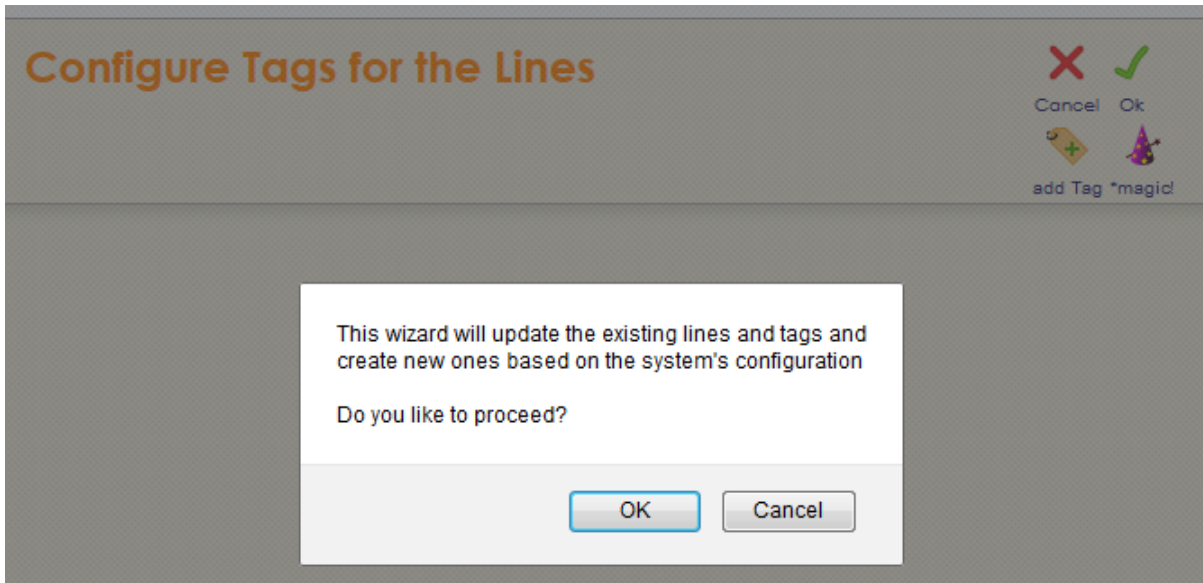 Configure Tags for the Lines
Cancel Ok
add Tag *magic!
This wizard will update the existing lines and tags and
create new ones based on the system's configuration
Do you like to proceed?
OK Cancel